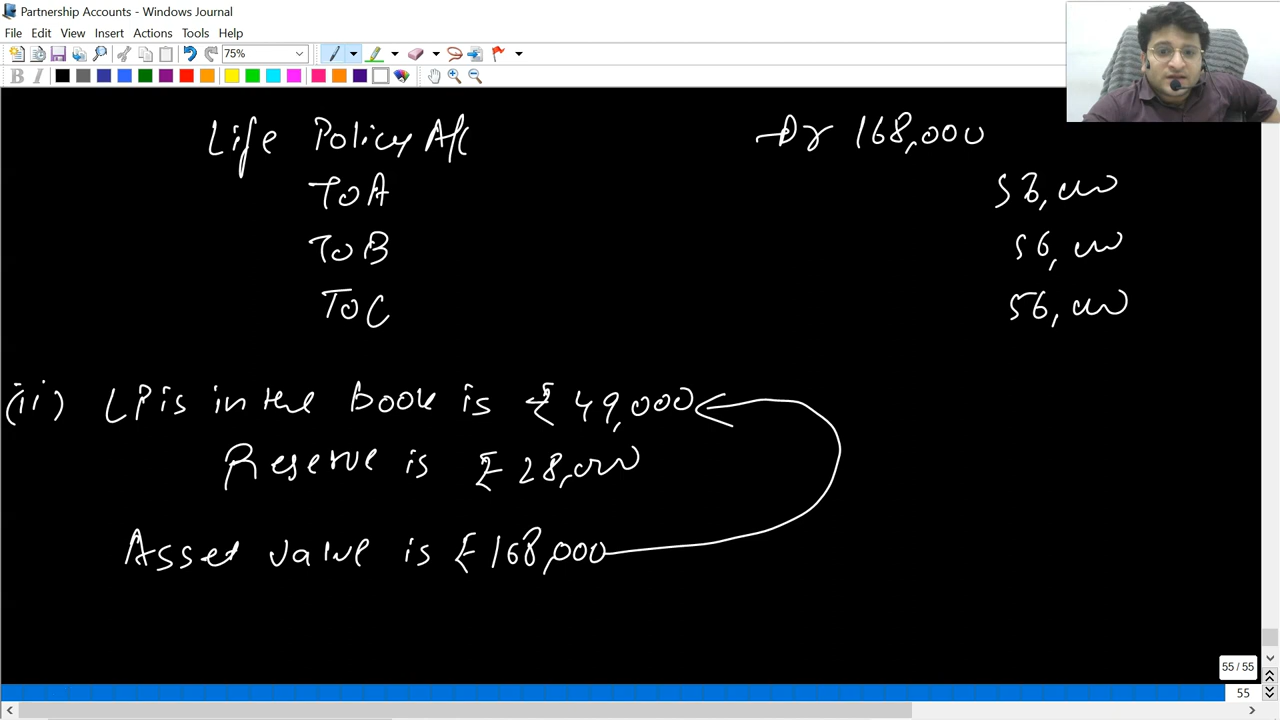 Partnership Accounts - Windows Journal
File Edit View Insert Actions Tools Help
75%
B I
Life Policy A/c Dr 168,000
To A 56,000
To B 56,000
To C 56,000
(ii) LP is in the book is ₹ 49,000
Reserve is ₹ 28,000
Asset value is ₹ 168,000
55 / 55
55